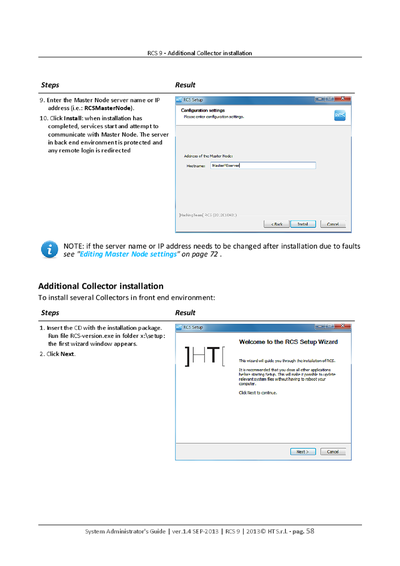 RCS 9 - Additional Collector installation
Steps
Result
9. Enter the Master Node server name or IP
address (i.e.: RCSMasterNode).
10. Click Install: when installation has
completed, services start and attempt to
communicate with Master Node. The server
in back end environment is protected and
any remote login is redirected
RCS Setup
Configuration settings
Please enter configuration settings.
Address of the Master Node:
Hostname:
< Back
Install
Cancel
NOTE: if the server name or IP address needs to be changed after installation due to faults
see "Editing Master Node settings" on page 72 .
Additional Collector installation
To install several Collectors in front end environment:
Steps
Result
1. Insert the CD with the installation package.
Run file RCS-version.exe in folder x:\setup:
the first wizard window appears.
2. Click Next.
RCS Setup
]HT[
Welcome to the RCS Setup Wizard
This wizard will guide you through the installation of RCS.
It is recommended that you close all other applications
before starting Setup. This will make it possible to update
relevant system files without having to reboot your
computer.
Click Next to continue.
Next >
Cancel
System Administrator's Guide | ver.1.4 SEP-2013 | RCS 9 | 2013© HT S.r.l. - pag. 58